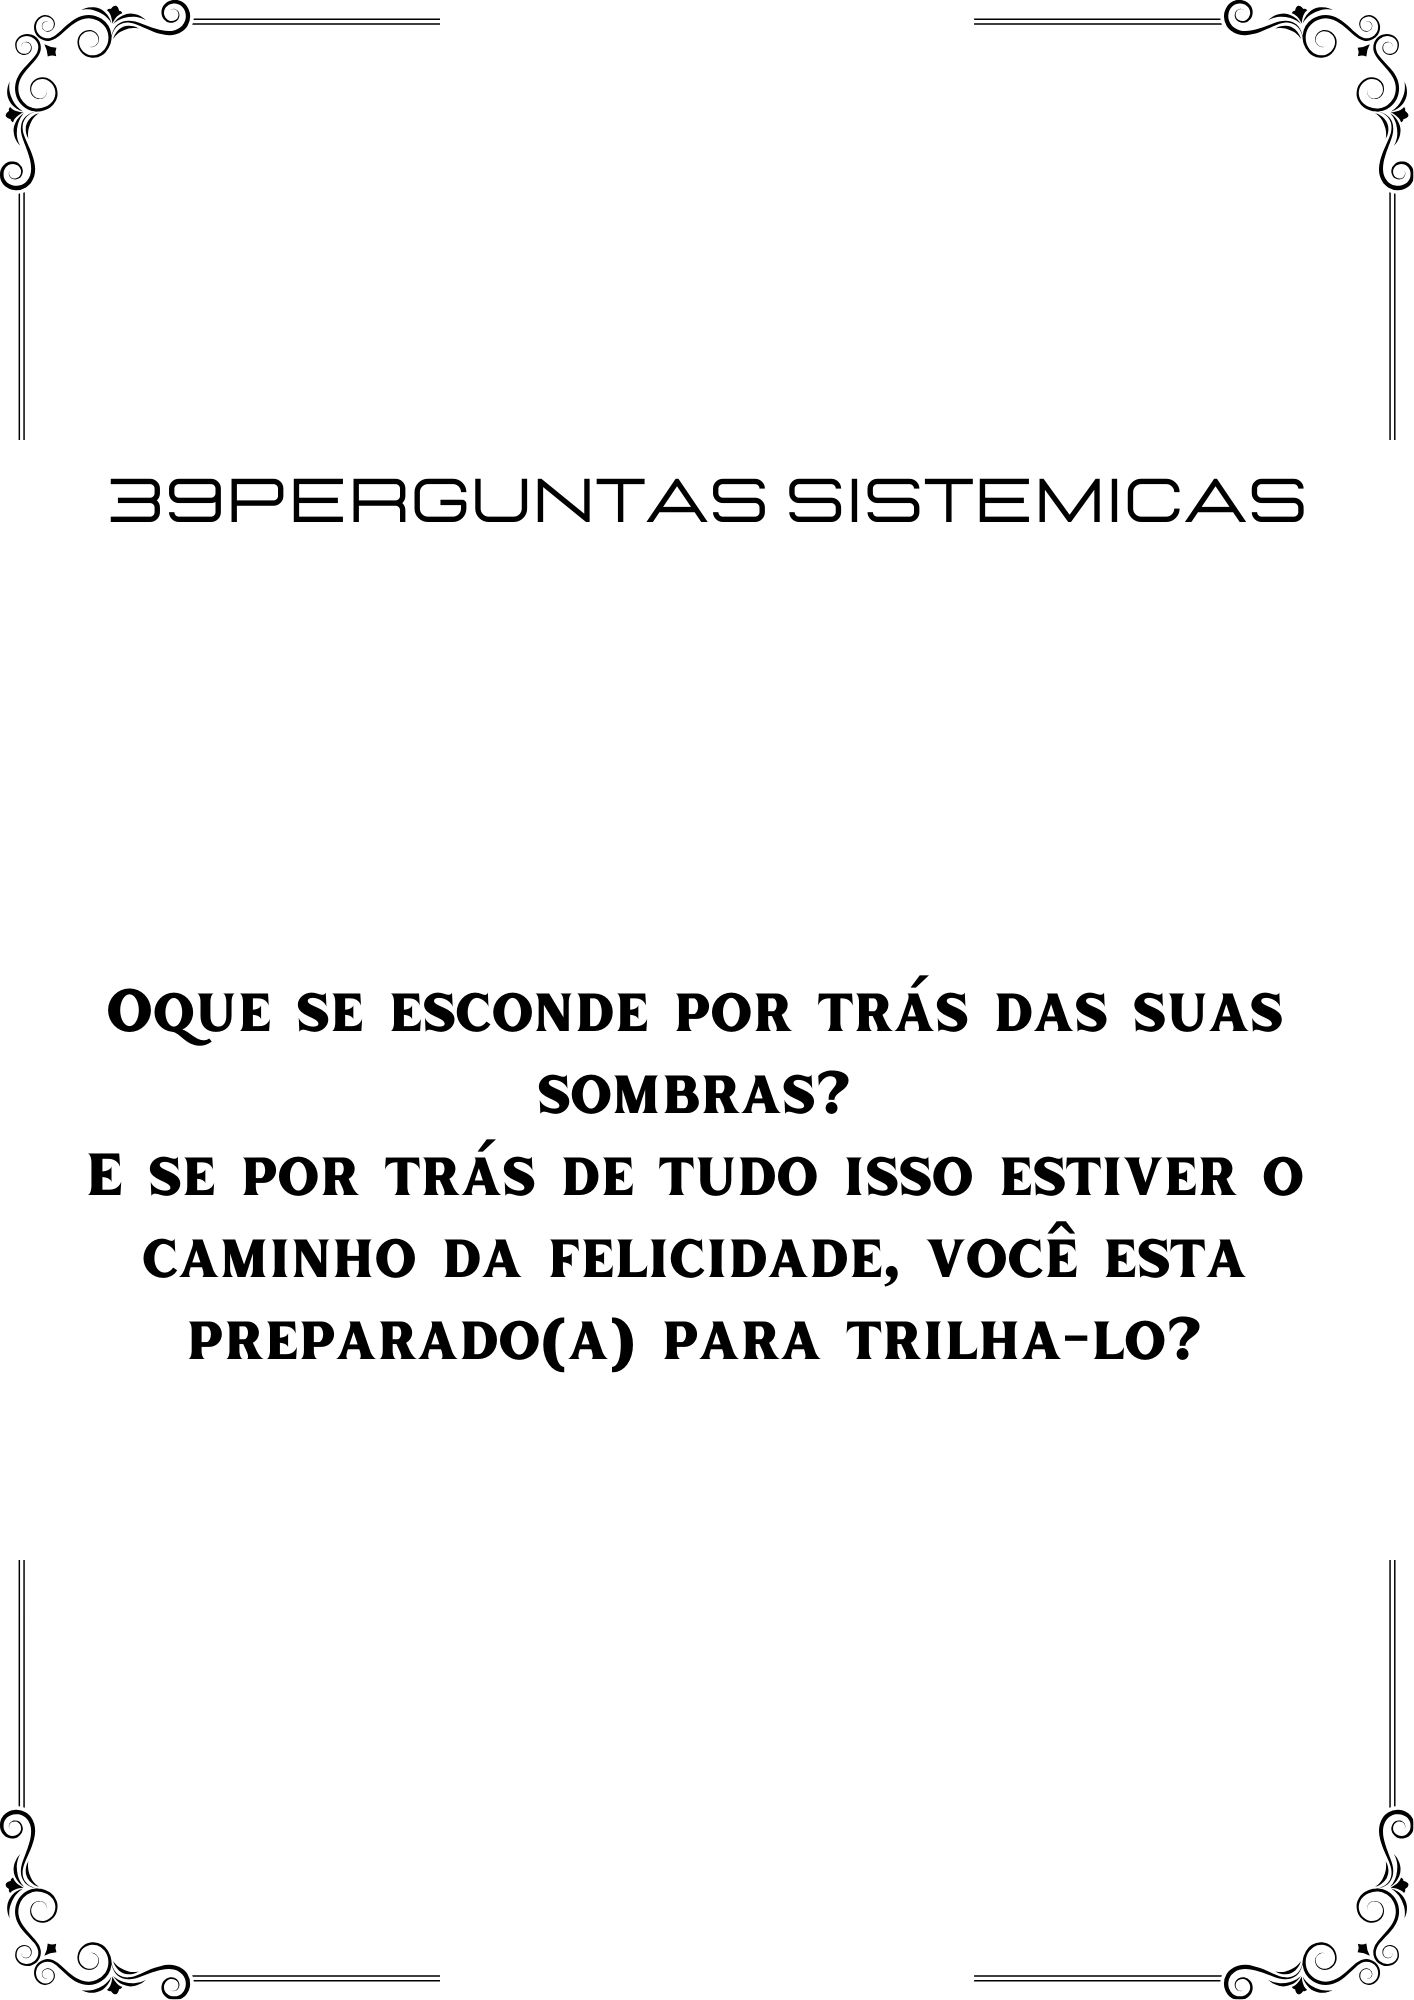 39PERGUNTAS SISTEMICAS
Oque se esconde por trás das suas
sombras?
E se por trás de tudo isso estiver o
caminho da felicidade, você esta
preparado(a) para trilha-lo?